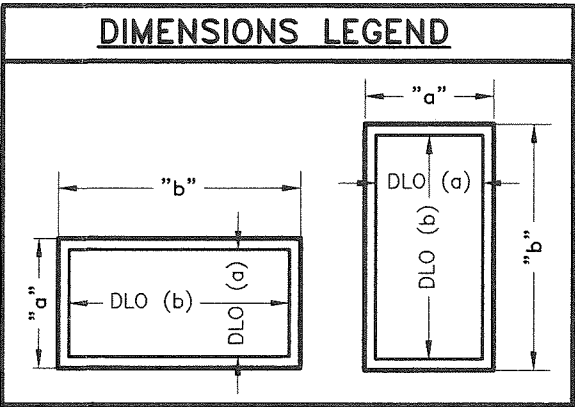 DIMENSIONS LEGEND
"b"
"a"
DLO (b)
DLO (a)
"a"
DLO (a)
DLO (b)
"b"